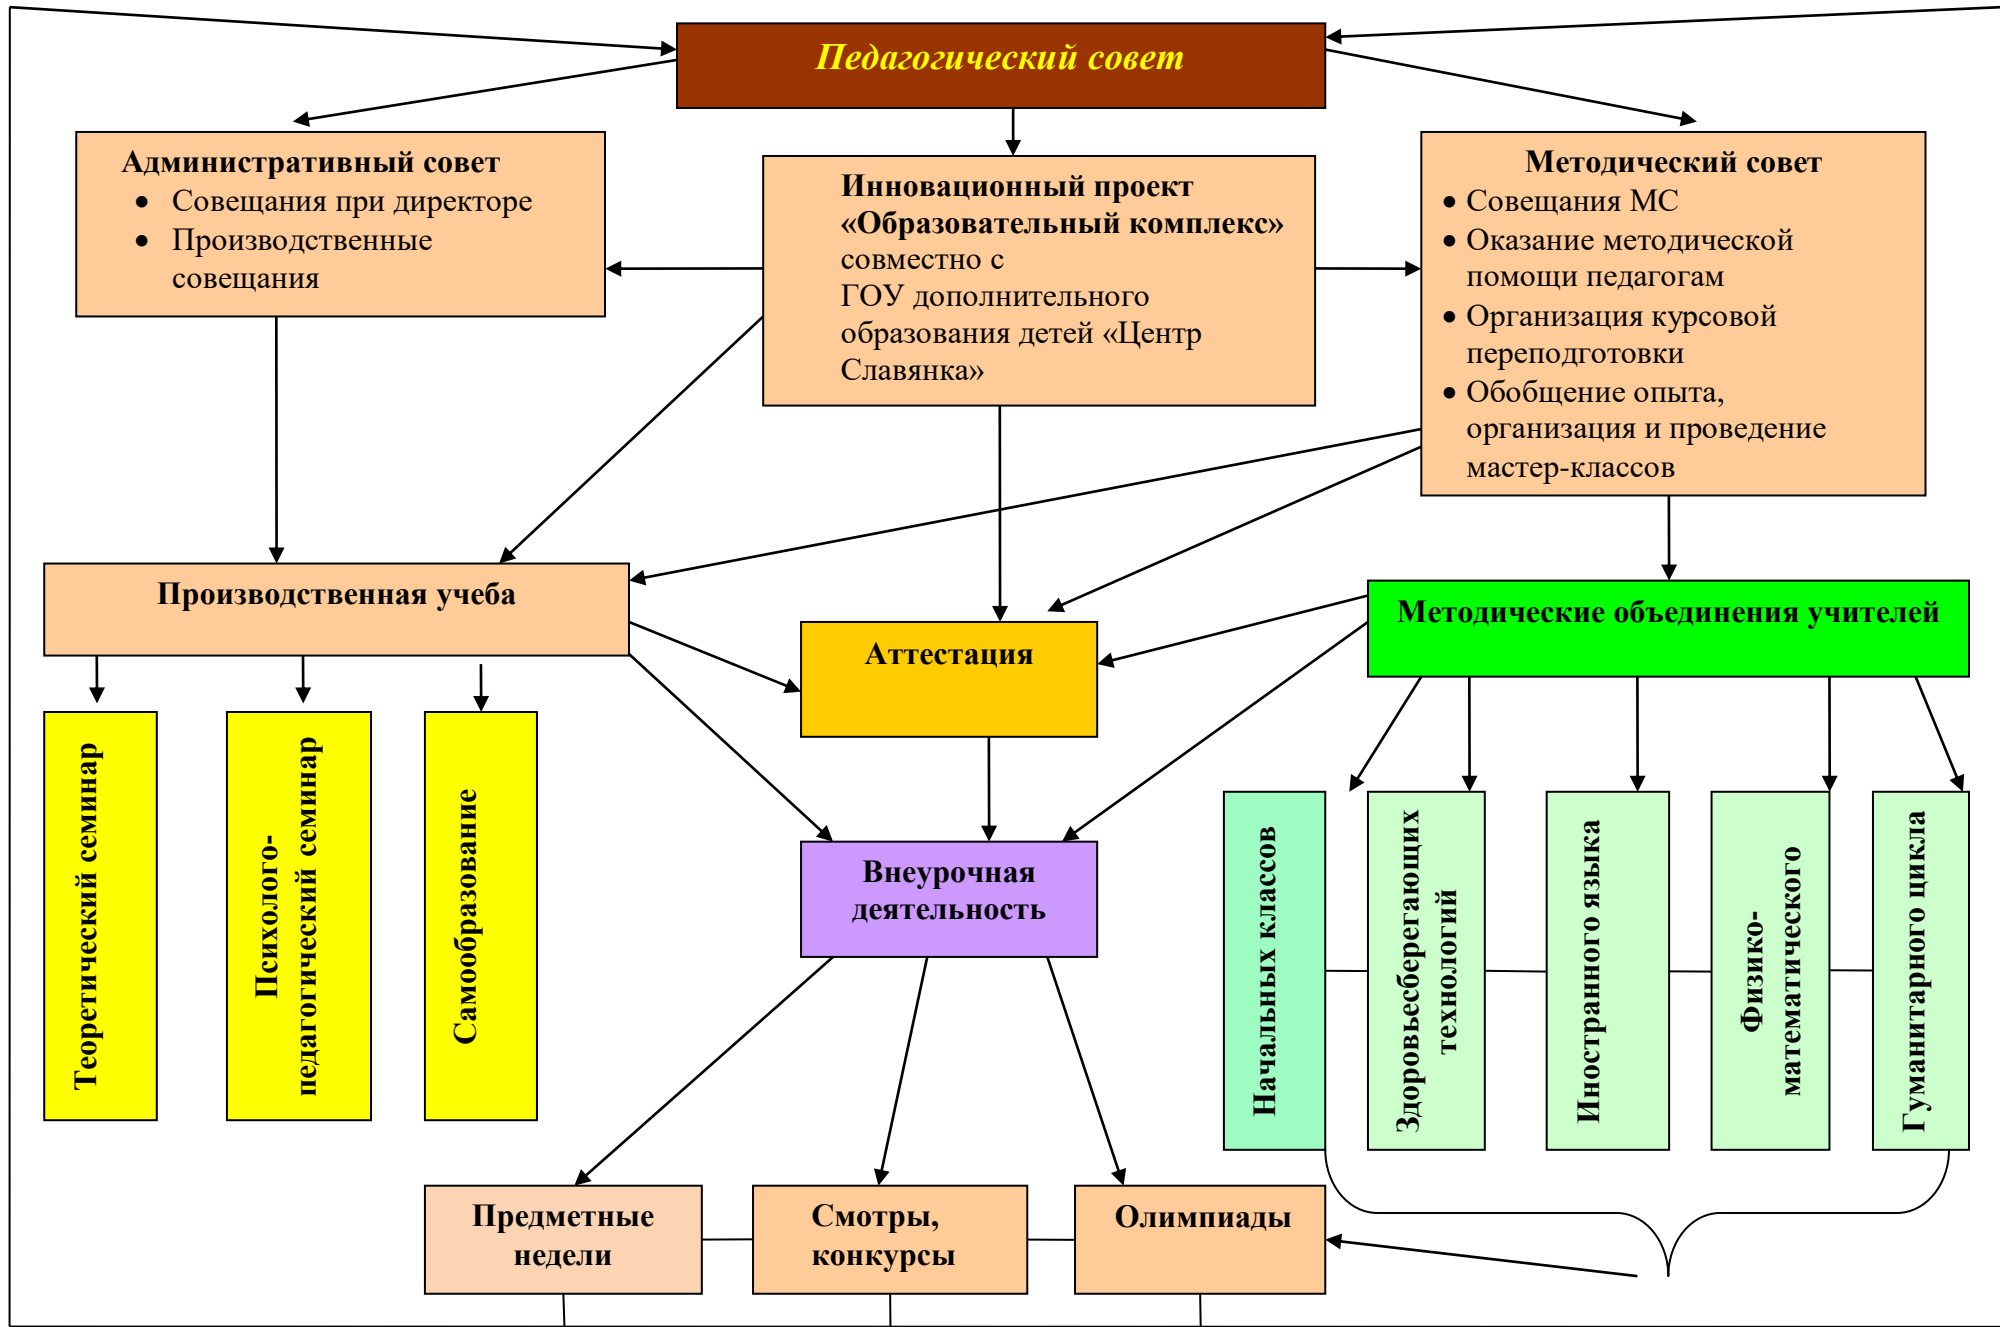 Педагогический совет
Административный совет
• Совещания при директоре
• Производственные
совещания
Инновационный проект
«Образовательный комплекс»
совместно с
ГОУ дополнительного
образования детей «Центр
Славянка»
Методический совет
• Совещания МС
• Оказание методической
помощи педагогам
• Организация курсовой
переподготовки
• Обобщение опыта,
организация и проведение
мастер-классов
Производственная учеба
Аттестация
Методические объединения учителей
Теоретический семинар
Психолого-
педагогический семинар
Самообразование
Внеурочная
деятельность
Начальных классов
Здоровьесберегающих
технологий
Иностранного языка
Физико-
математического
Гуманитарного цикла
Предметные
недели
Смотры,
конкурсы
Олимпиады